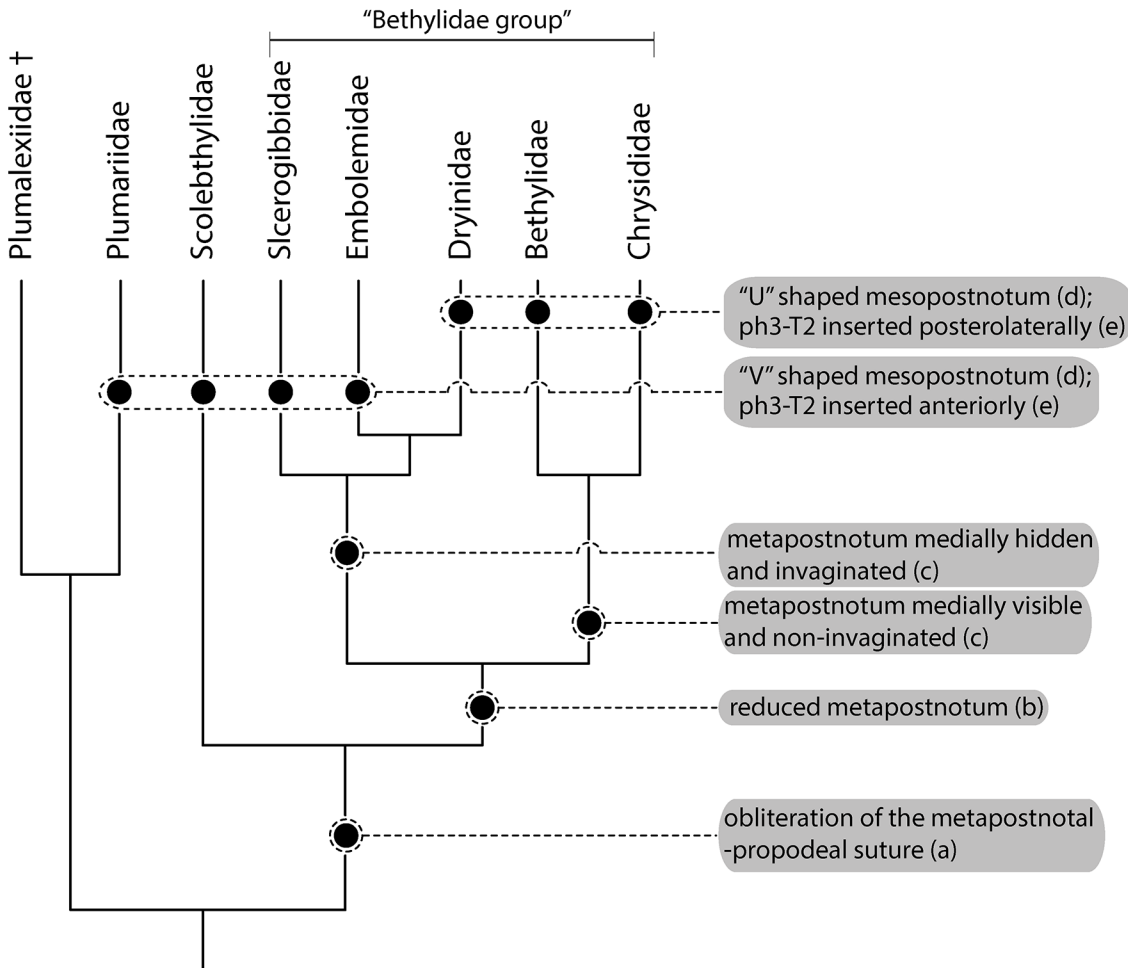 “Bethylidae group”
Plumalexiidae †
Plumariidae
Scolebthylidae
Slcerogibbidae
Embolemidae
Dryinidae
Bethylidae
Chrysididae
“U” shaped mesopostnotum (d);
ph3-T2 inserted posterolaterally (e)
“V” shaped mesopostnotum (d);
ph3-T2 inserted anteriorly (e)
metapostnotum medially hidden
and invaginated (c)
metapostnotum medially visible
and non-invaginated (c)
reduced metapostnotum (b)
obliteration of the metapostnotal
-propodeal suture (a)